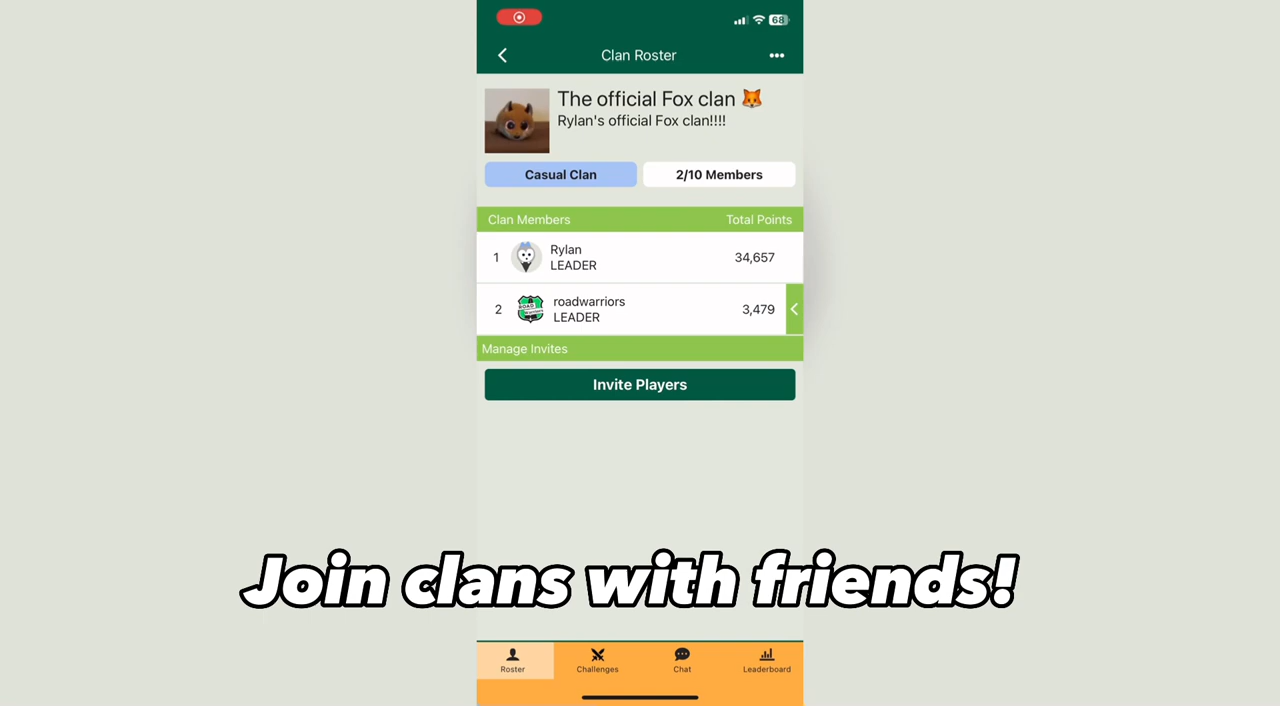 68
Clan Roster
The official Fox clan 🦊
Rylan's official Fox clan!!!!
Casual Clan
2/10 Members
Clan Members
Total Points
1
Rylan
LEADER
34,657
2
ROAD
roadwarriors
LEADER
3,479
Manage Invites
Invite Players
Join clans with friends!
Roster
Challenges
Chat
Leaderboard